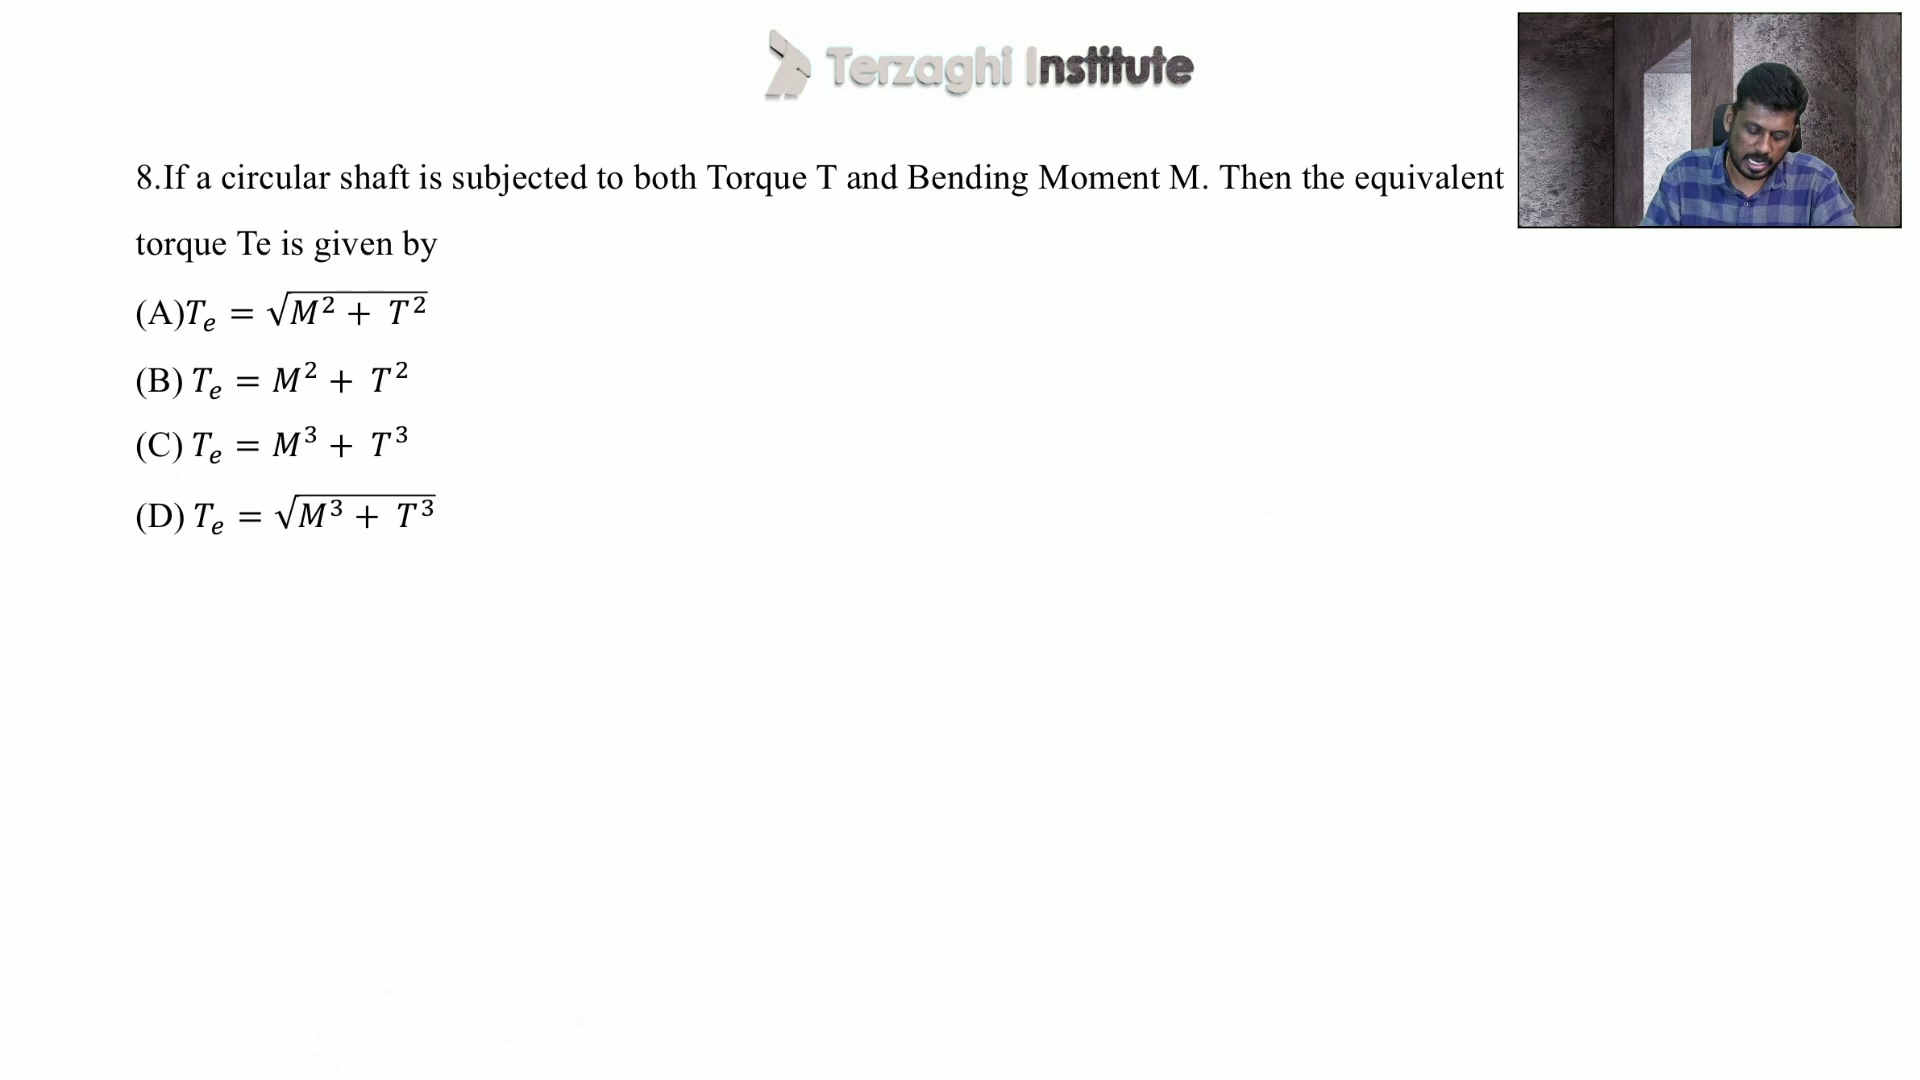 Terzaghi Institute
8.If a circular shaft is subjected to both Torque T and Bending Moment M. Then the equivalent
torque Te is given by
(A)𝑇ₑ = √(𝑀² + 𝑇²)
(B) 𝑇ₑ = 𝑀² + 𝑇²
(C) 𝑇ₑ = 𝑀³ + 𝑇³
(D) 𝑇ₑ = √(𝑀³ + 𝑇³)